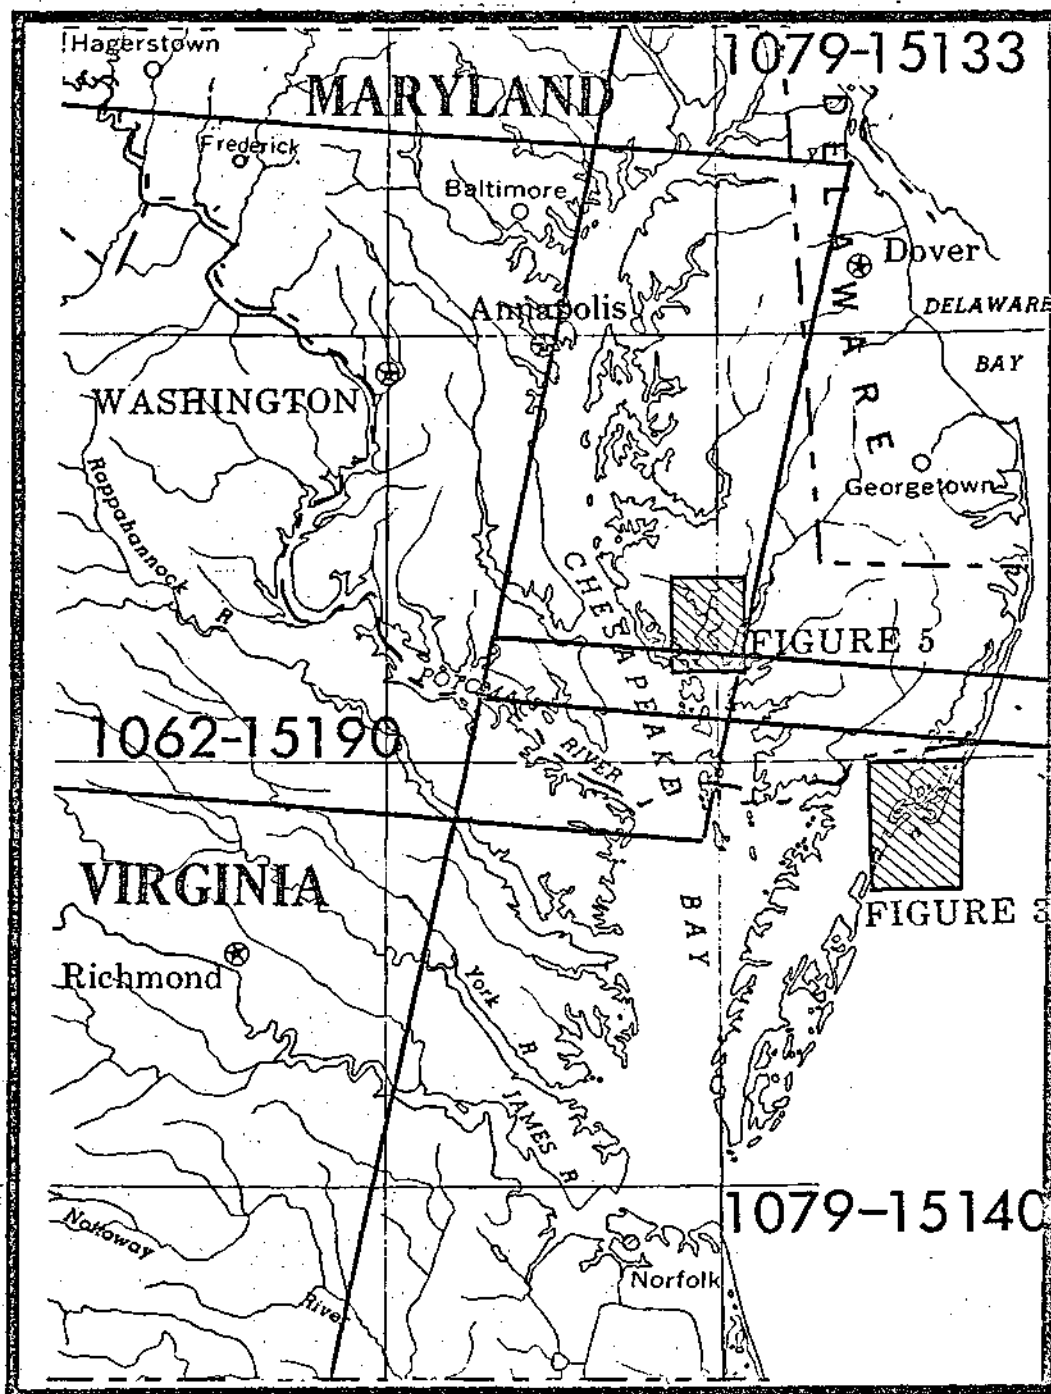 Hagerstown
1079-15133
MARYLAND
Frederick
Baltimore
DELAWARE
Dover
Annapolis
DELAWARE
BAY
WASHINGTON
Georgetown
Rappahannock
R
CHESAPEAKE
FIGURE 5
POTOMAC
RIVER
1062-15190
VIRGINIA
BAY
FIGURE 3
Richmond
York
R
JAMES
R
1079-15140
Nottoway
River
Norfolk